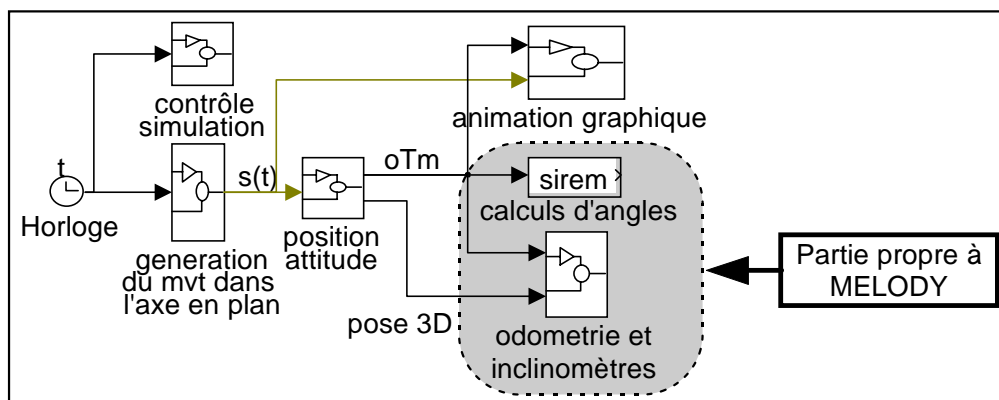 contrôle
simulation
animation graphique
t
Horloge
s(t)
oTm
sirem
calculs d'angles
generation
du mvt dans
l'axe en plan
position
attitude
pose 3D
odometrie et
inclinomètres
Partie propre à
MELODY